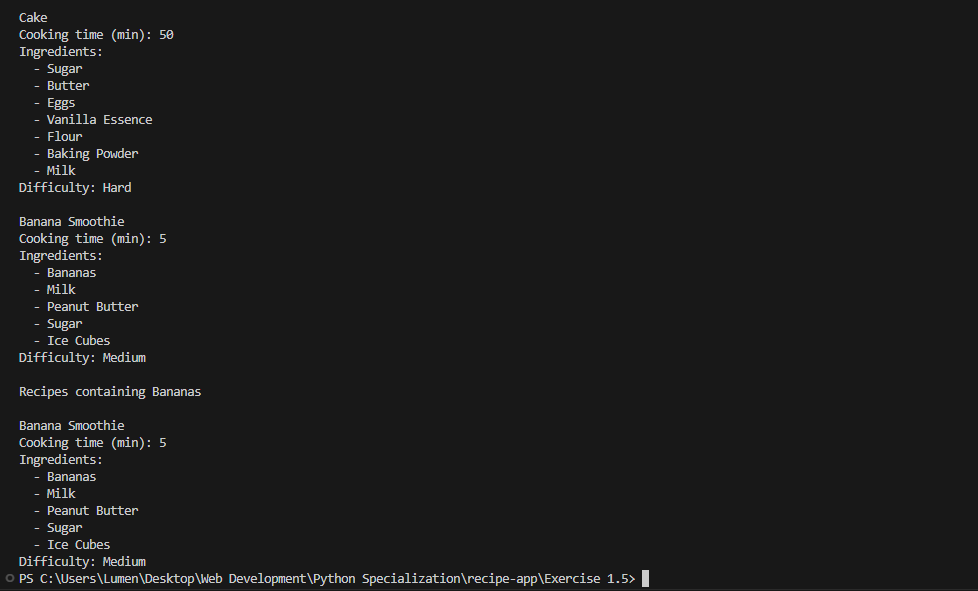 Cake
Cooking time (min): 50
Ingredients:
- Sugar
- Butter
- Eggs
- Vanilla Essence
- Flour
- Baking Powder
- Milk
Difficulty: Hard
Banana Smoothie
Cooking time (min): 5
Ingredients:
- Bananas
- Milk
- Peanut Butter
- Sugar
- Ice Cubes
Difficulty: Medium
Recipes containing Bananas
Banana Smoothie
Cooking time (min): 5
Ingredients:
- Bananas
- Milk
- Peanut Butter
- Sugar
- Ice Cubes
Difficulty: Medium
PS C:\Users\Lumen\Desktop\Web Development\Python Specialization\recipe-app\Exercise 1.5>